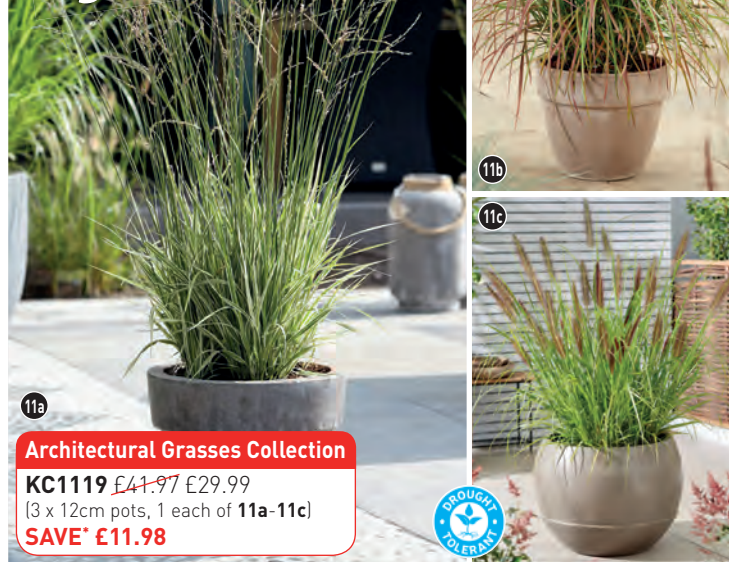 11a
11b
11c
Architectural Grasses Collection
KC1119 £41.97 £29.99
(3 x 12cm pots, 1 each of 11a-11c)
SAVE* £11.98
DROUGHT
TOLERANT